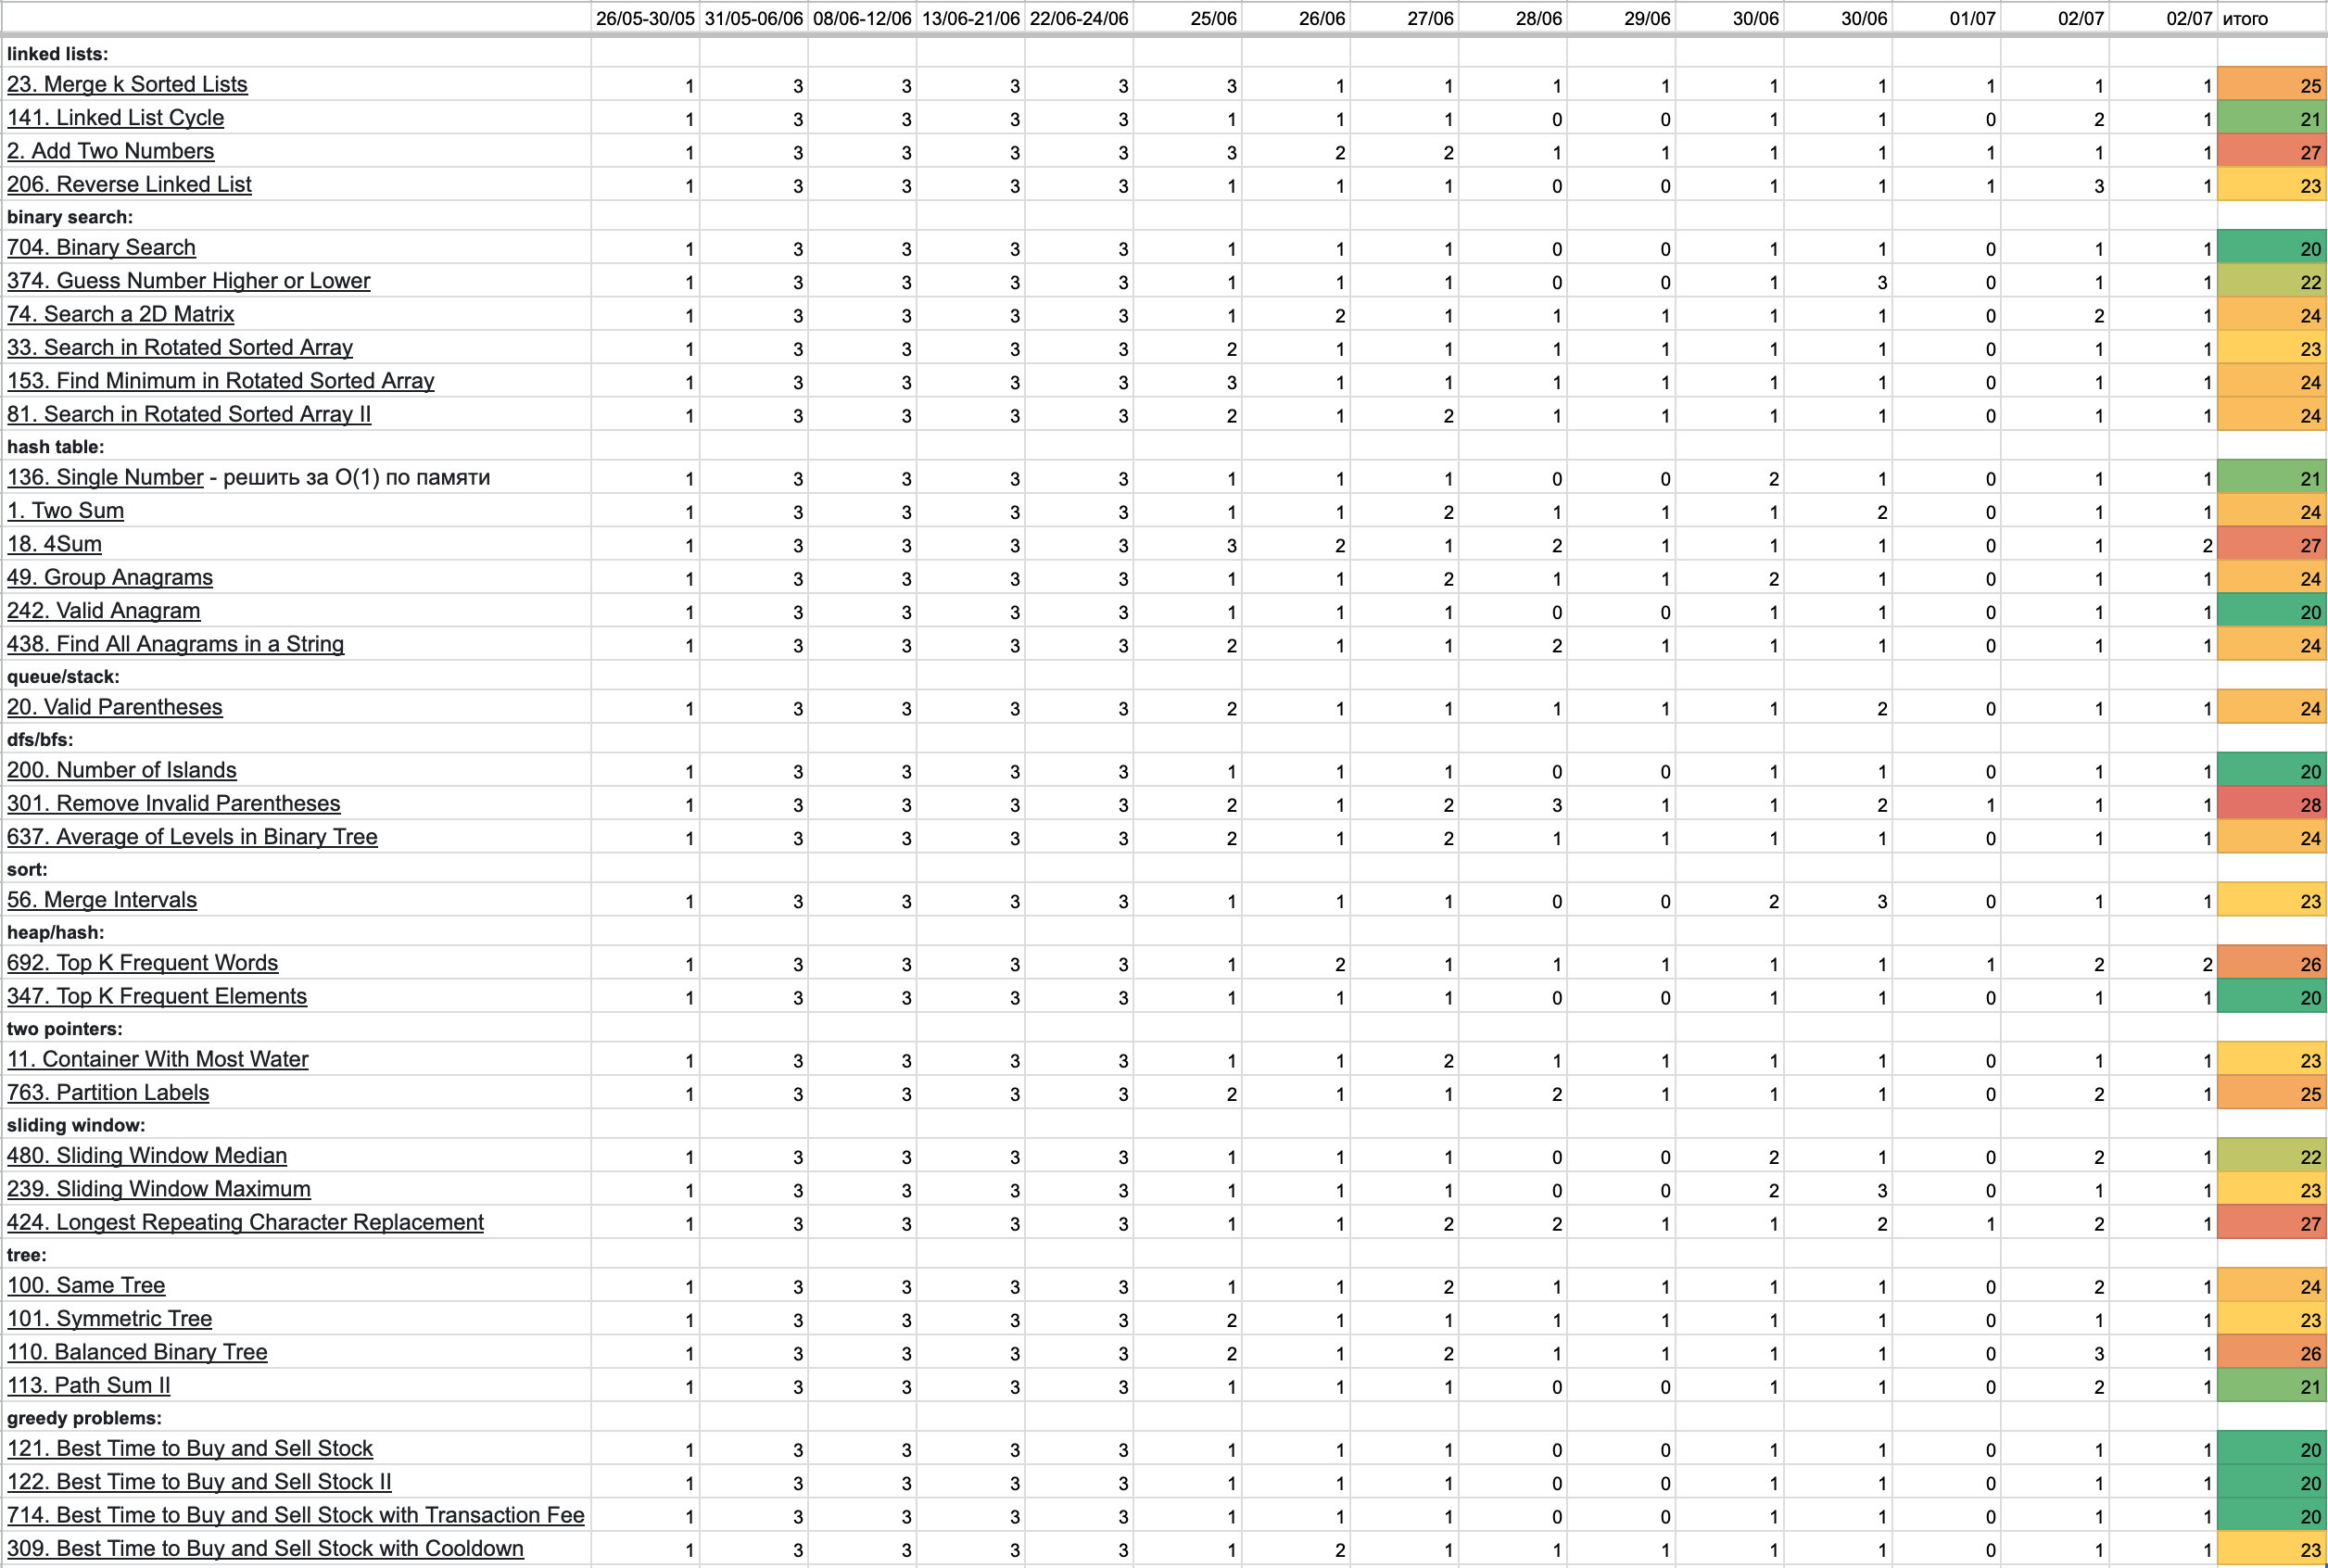 26/05-30/05 31/05-06/06 08/06-12/06 13/06-21/06 22/06-24/06 25/06 26/06 27/06 28/06 29/06 30/06 30/06 01/07 02/07 02/07 итого
linked lists:
23. Merge k Sorted Lists 1 3 3 3 3 3 1 1 1 1 1 1 1 1 1 25
141. Linked List Cycle 1 3 3 3 3 1 1 1 0 0 1 1 0 2 1 21
2. Add Two Numbers 1 3 3 3 3 3 2 2 1 1 1 1 1 1 1 27
206. Reverse Linked List 1 3 3 3 3 1 1 1 0 0 1 1 1 3 1 23
binary search:
704. Binary Search 1 3 3 3 3 1 1 1 0 0 1 1 0 1 1 20
374. Guess Number Higher or Lower 1 3 3 3 3 1 1 1 0 0 1 3 0 1 1 22
74. Search a 2D Matrix 1 3 3 3 3 1 2 1 1 1 1 1 0 2 1 24
33. Search in Rotated Sorted Array 1 3 3 3 3 2 1 1 1 1 1 1 0 1 1 23
153. Find Minimum in Rotated Sorted Array 1 3 3 3 3 3 1 1 1 1 1 1 0 1 1 24
81. Search in Rotated Sorted Array II 1 3 3 3 3 2 1 2 1 1 1 1 0 1 1 24
hash table:
136. Single Number - решить за О(1) по памяти 1 3 3 3 3 1 1 1 0 0 2 1 0 1 1 21
1. Two Sum 1 3 3 3 3 1 1 2 1 1 1 2 0 1 1 24
18. 4Sum 1 3 3 3 3 3 2 1 2 1 1 1 0 1 2 27
49. Group Anagrams 1 3 3 3 3 1 1 2 1 1 2 1 0 1 1 24
242. Valid Anagram 1 3 3 3 3 1 1 1 0 0 1 1 0 1 1 20
438. Find All Anagrams in a String 1 3 3 3 3 2 1 1 2 1 1 1 0 1 1 24
queue/stack:
20. Valid Parentheses 1 3 3 3 3 2 1 1 1 1 1 2 0 1 1 24
dfs/bfs:
200. Number of Islands 1 3 3 3 3 1 1 1 0 0 1 1 0 1 1 20
301. Remove Invalid Parentheses 1 3 3 3 3 2 1 2 3 1 1 2 1 1 1 28
637. Average of Levels in Binary Tree 1 3 3 3 3 2 1 2 1 1 1 1 0 1 1 24
sort:
56. Merge Intervals 1 3 3 3 3 1 1 1 0 0 2 3 0 1 1 23
heap/hash:
692. Top K Frequent Words 1 3 3 3 3 1 2 1 1 1 1 1 1 2 2 26
347. Top K Frequent Elements 1 3 3 3 3 1 1 1 0 0 1 1 0 1 1 20
two pointers:
11. Container With Most Water 1 3 3 3 3 1 1 2 1 1 1 1 0 1 1 23
763. Partition Labels 1 3 3 3 3 2 1 1 2 1 1 1 0 2 1 25
sliding window:
480. Sliding Window Median 1 3 3 3 3 1 1 1 0 0 2 1 0 2 1 22
239. Sliding Window Maximum 1 3 3 3 3 1 1 1 0 0 2 3 0 1 1 23
424. Longest Repeating Character Replacement 1 3 3 3 3 1 1 2 2 1 1 2 1 2 1 27
tree:
100. Same Tree 1 3 3 3 3 1 1 2 1 1 1 1 0 2 1 24
101. Symmetric Tree 1 3 3 3 3 2 1 1 1 1 1 1 0 1 1 23
110. Balanced Binary Tree 1 3 3 3 3 2 1 2 1 1 1 1 0 3 1 26
113. Path Sum II 1 3 3 3 3 1 1 1 0 0 1 1 0 2 1 21
greedy problems:
121. Best Time to Buy and Sell Stock 1 3 3 3 3 1 1 1 0 0 1 1 0 1 1 20
122. Best Time to Buy and Sell Stock II 1 3 3 3 3 1 1 1 0 0 1 1 0 1 1 20
714. Best Time to Buy and Sell Stock with Transaction Fee 1 3 3 3 3 1 1 1 0 0 1 1 0 1 1 20
309. Best Time to Buy and Sell Stock with Cooldown 1 3 3 3 3 1 2 1 1 1 1 1 0 1 1 23